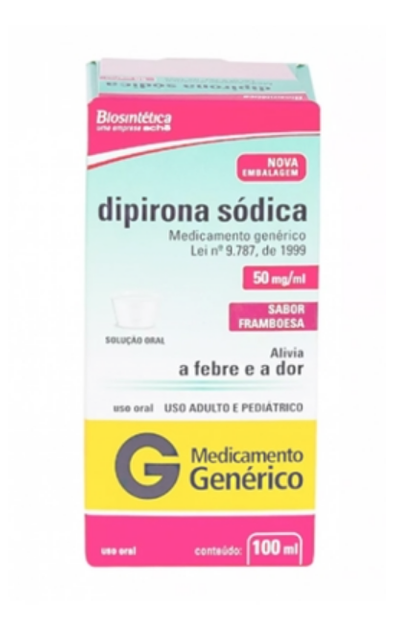 dipirona sódica
Biosintética
uma empresa aché
NOVA
EMBALAGEM
dipirona sódica
Medicamento genérico
Lei nº 9.787, de 1999
50 mg/ml
SABOR
FRAMBOESA
SOLUÇÃO ORAL
Alivia
a febre e a dor
uso oral USO ADULTO E PEDIÁTRICO
G Medicamento
Genérico
uso oral conteúdo: 100 ml